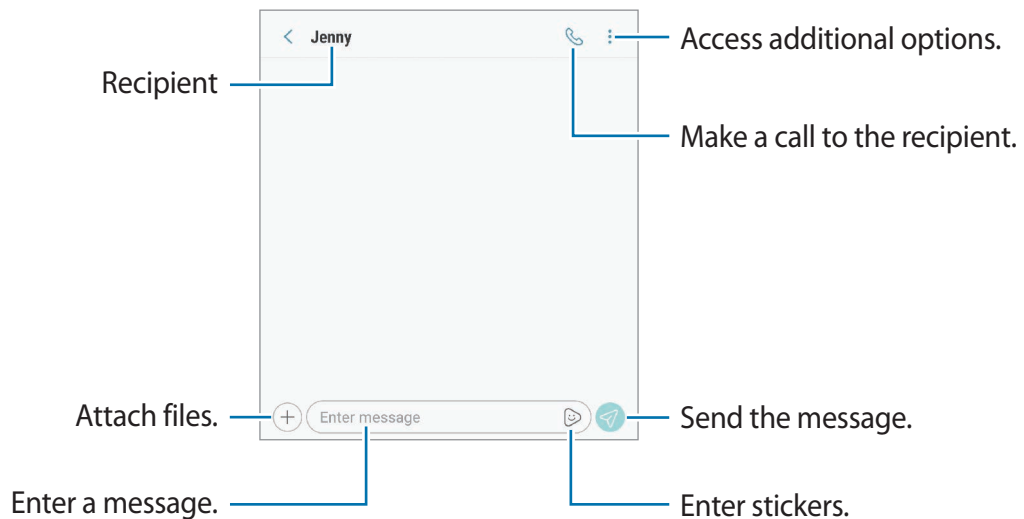 Jenny
Access additional options.
Recipient
Make a call to the recipient.
Attach files.
Enter message
Send the message.
Enter a message.
Enter stickers.